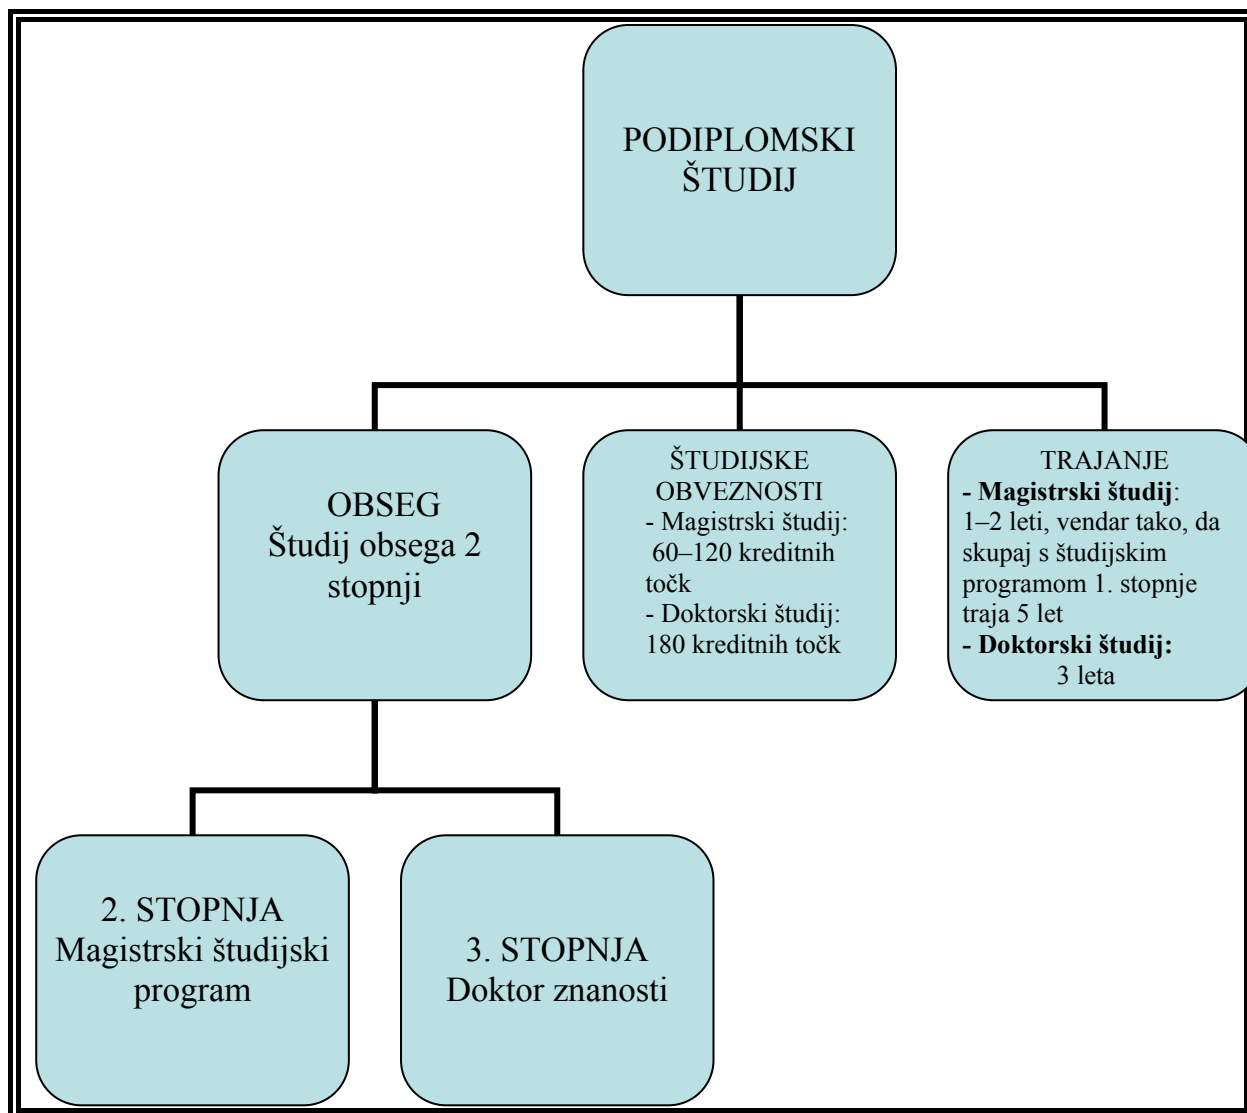 PODIPLOMSKI
ŠTUDIJ
OBSEG
Študij obsega 2
stopnji
ŠTUDIJSKE
OBVEZNOSTI
- Magistrski študij:
60–120 kreditnih
točk
- Doktorski študij:
180 kreditnih točk
TRAJANJE
- Magistrski študij:
1–2 leti, vendar tako, da
skupaj s študijskim
programom 1. stopnje
traja 5 let
- Doktorski študij:
3 leta
2. STOPNJA
Magistrski študijski
program
3. STOPNJA
Doktor znanosti